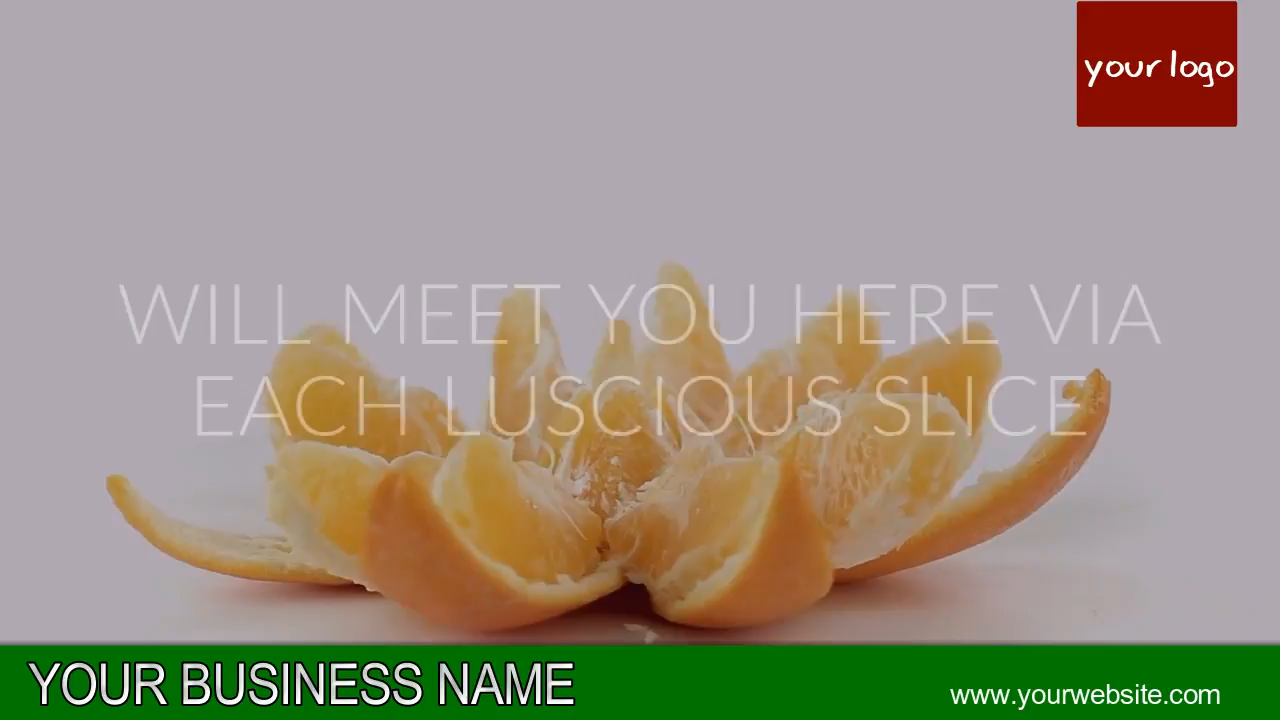 your logo
WILL MEET YOU HERE VIA
EACH LUSCIOUS SLICE
YOUR BUSINESS NAME
www.yourwebsite.com